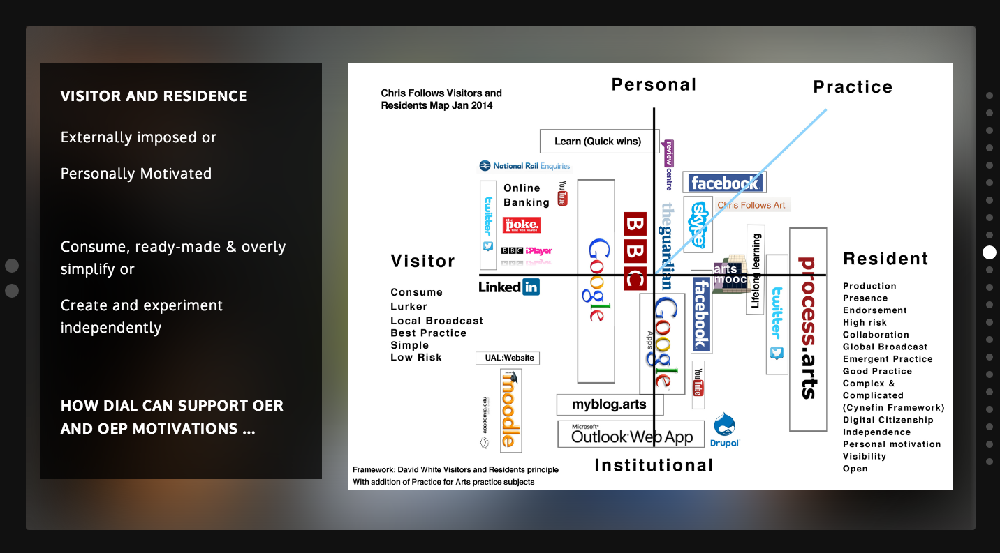 VISITOR AND RESIDENCE
Externally imposed or
Personally Motivated
Consume, ready-made & overly
simplify or
Create and experiment
independently
HOW DIAL CAN SUPPORT OER
AND OEP MOTIVATIONS ...
Chris Follows Visitors and
Residents Map Jan 2014
Personal
Practice
Learn (Quick wins)
review centre
National Rail Enquiries
facebook
Online
Banking
YouTube
twitter
the poke.
time well wasted
BBC iPlayer
Google
BBC
theguardian
skype
Chris Follows Art
Visitor
Linked in
arts
mooc
Lifelong learning
process.arts
Resident
Consume
Lurker
Local Broadcast
Best Practice
Simple
Low Risk
facebook
twitter
Google
Apps
UAL:Website
moodle
academia.edu
YouTube
myblog.arts
Microsoft®
Outlook Web App
Drupal
Institutional
Production
Presence
Endorsement
High risk
Collaboration
Global Broadcast
Emergent Practice
Good Practice
Complex &
Complicated
(Cynefin Framework)
Digital Citizenship
Independence
Personal motivation
Visibility
Open
Framework: David White Visitors and Residents principle
With addition of Practice for Arts practice subjects